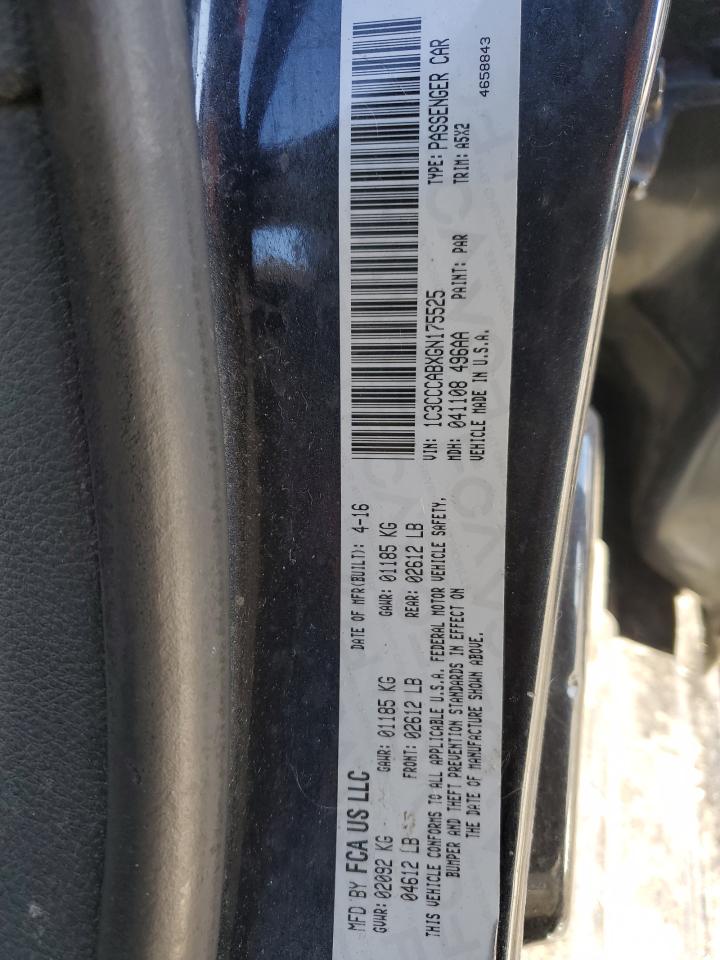 MFD BY FCA US LLC
DATE OF MFR(BUILT): 4-16
GVWR: 02092 KG
GAWR: 01185 KG
GAWR: 01185 KG
04612 LB
FRONT: 02612 LB
REAR: 02612 LB
THIS VEHICLE CONFORMS TO ALL APPLICABLE U.S.A. FEDERAL MOTOR VEHICLE SAFETY,
BUMPER AND THEFT PREVENTION STANDARDS IN EFFECT ON
THE DATE OF MANUFACTURE SHOWN ABOVE.
VIN: 1C3CCCABXGN175525
TYPE: PASSENGER CAR
MDH: 041108 496AA
PAINT: PAR
TRIM: A5X2
VEHICLE MADE IN U.S.A.
4658843